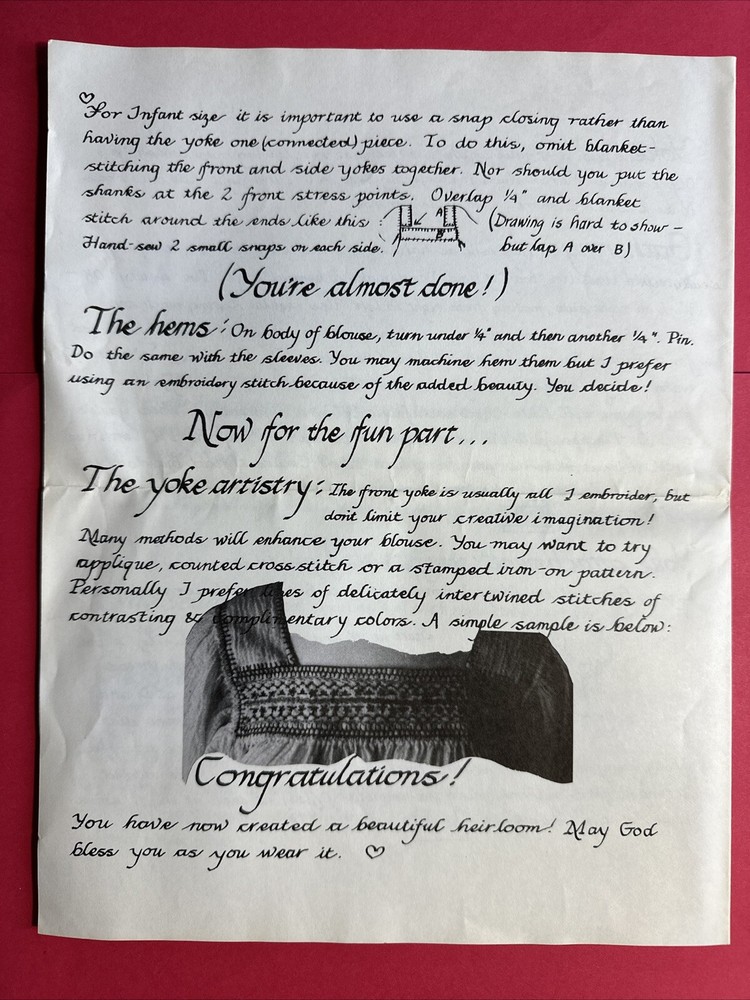 ♡For Infant size it is important to use a snap closing rather than
having the yoke one (connected) piece. To do this, omit blanket-
stitching the front and side yokes together. Nor should you put the
shanks at the 2 front stress points. Overlap ¼" and blanket
stitch around the ends like this: A B (Drawing is hard to show –
Hand-sew 2 small snaps on each side. but lap A over B)
(You're almost done!)
The hems: On body of blouse, turn under ¼" and then another ¼". Pin.
Do the same with the sleeves. You may machine hem them but I prefer
using an embroidery stitch because of the added beauty. You decide!
Now for the fun part...
The yoke artistry: The front yoke is usually all I embroider, but
don't limit your creative imagination!
Many methods will enhance your blouse. You may want to try
applique, counted cross stitch or a stamped iron-on pattern.
Personally I prefer lines of delicately intertwined stitches of
contrasting & complimentary colors. A simple sample is below:
Congratulations!
You have now created a beautiful heirloom! May God
bless you as you wear it. ♡